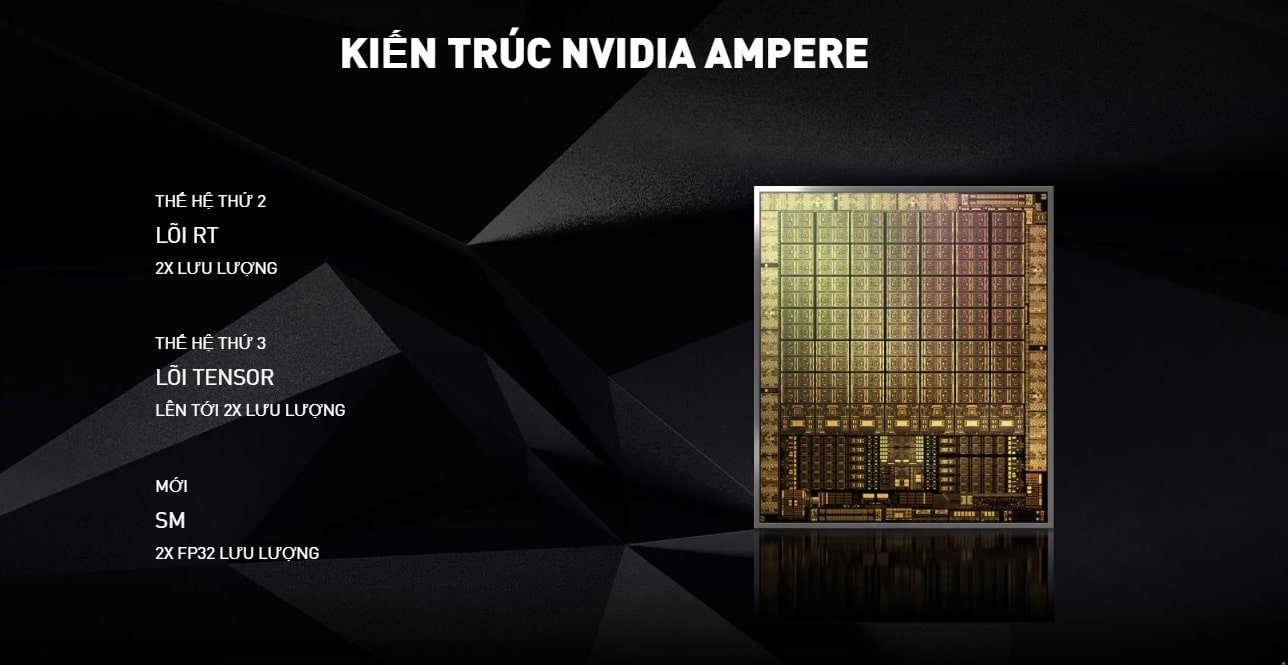 KIẾN TRÚC NVIDIA AMPERE
THẾ HỆ THỨ 2
LÕI RT
2X LƯU LƯỢNG
THẾ HỆ THỨ 3
LÕI TENSOR
LÊN TỚI 2X LƯU LƯỢNG
MỚI
SM
2X FP32 LƯU LƯỢNG